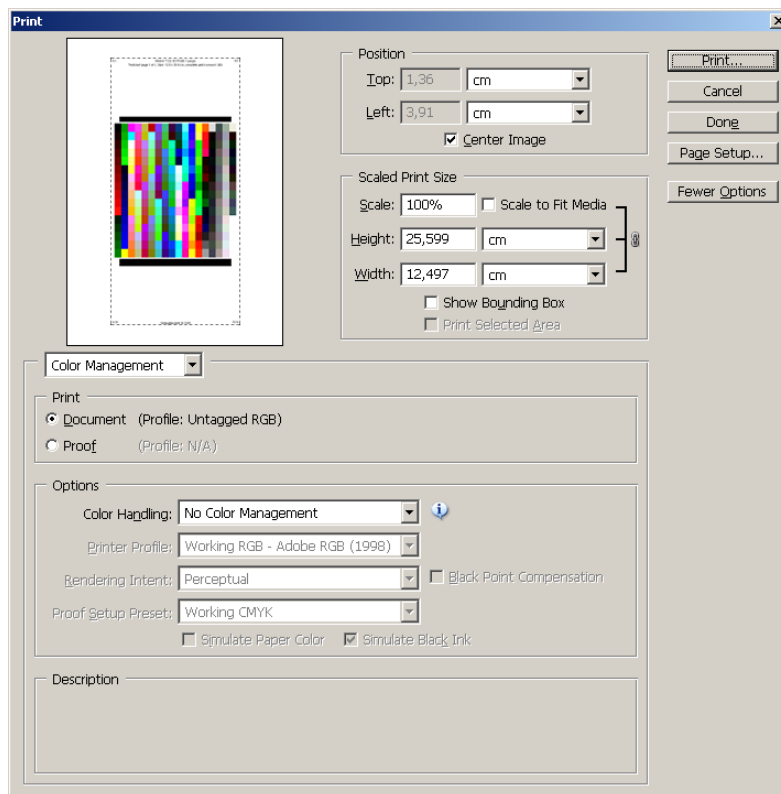 Print
Position
Top: 1,36 cm
Left: 3,91 cm
Center Image
Print...
Cancel
Done
Page Setup...
Fewer Options
Scaled Print Size
Scale: 100% Scale to Fit Media
Height: 25,599 cm
Width: 12,497 cm
Show Bounding Box
Print Selected Area
Color Management
Print
Document (Profile: Untagged RGB)
Proof (Profile: N/A)
Options
Color Handling: No Color Management
Printer Profile: Working RGB - Adobe RGB (1998)
Rendering Intent: Perceptual
Black Point Compensation
Proof Setup Preset: Working CMYK
Simulate Paper Color Simulate Black Ink
Description